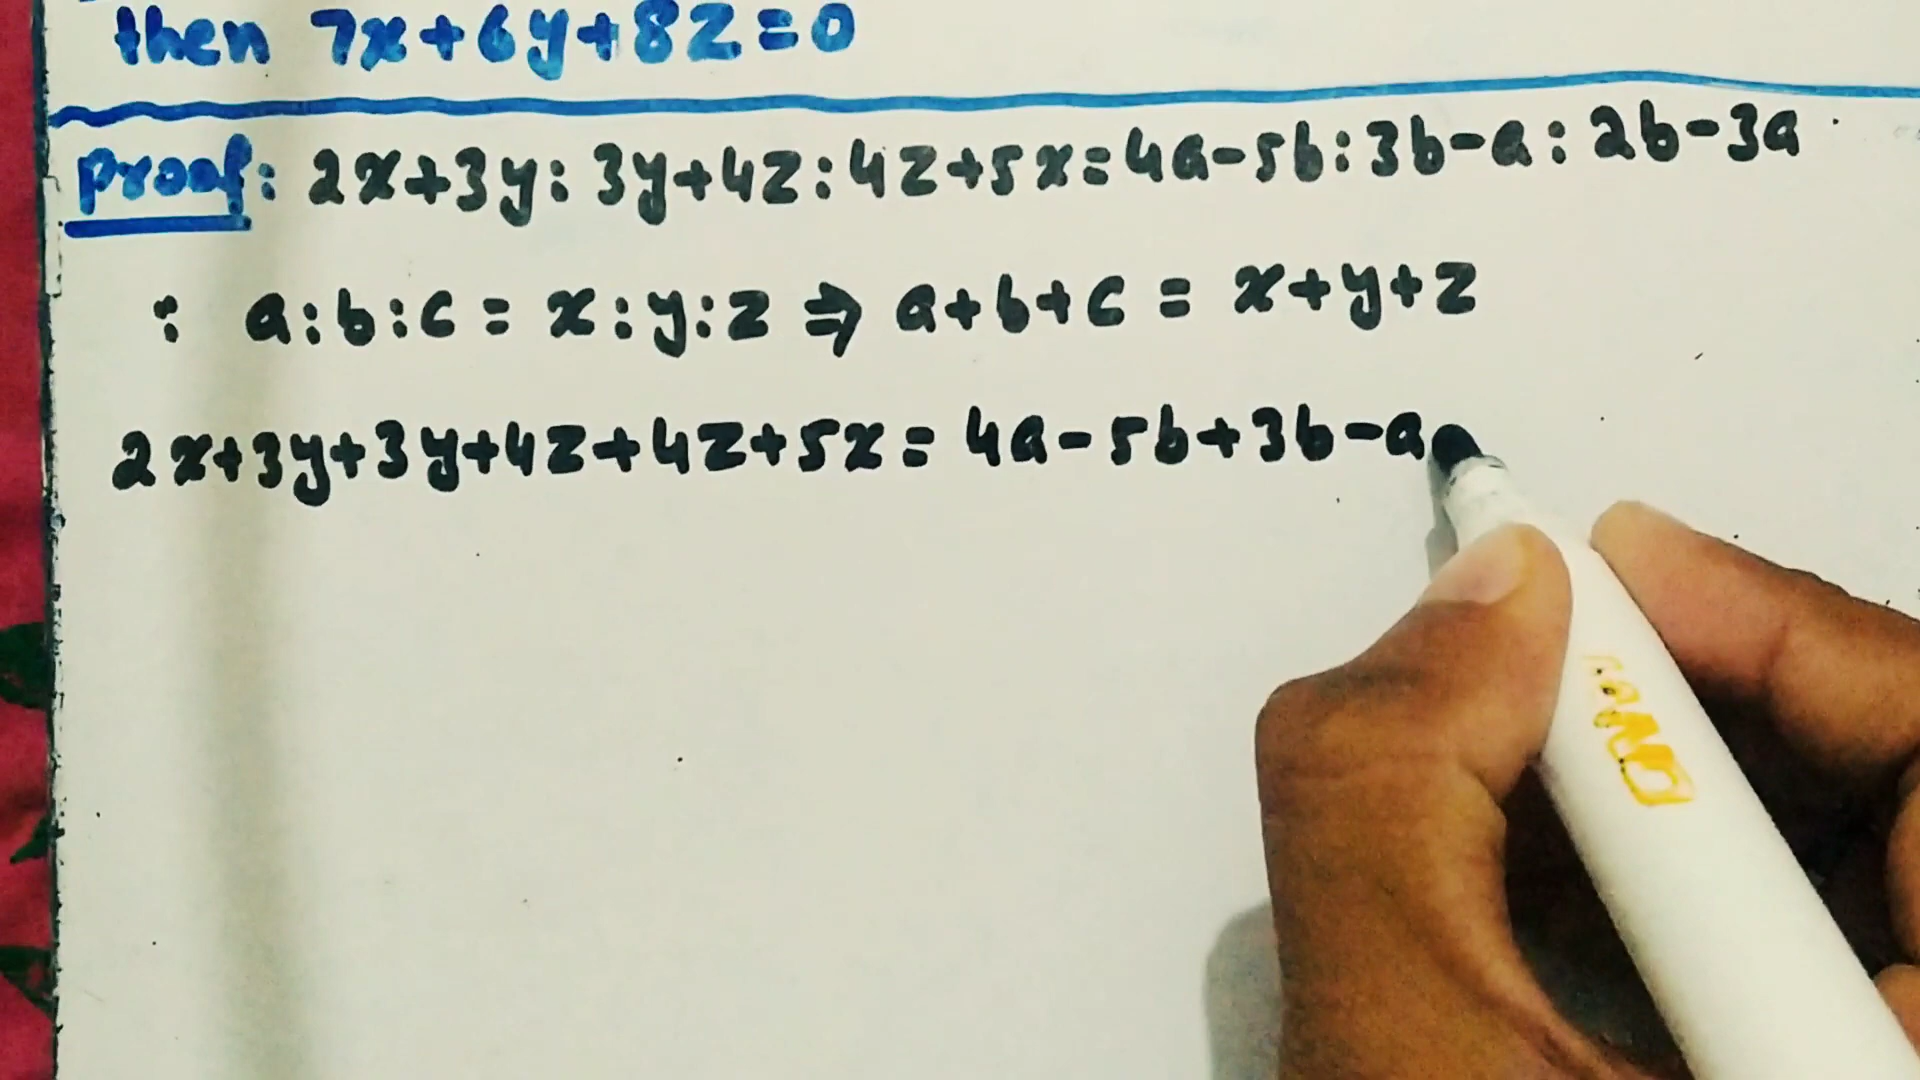 then 7x+6y+8z=0
proof: 2x+3y:3y+4z:4z+5x=4a-5b:3b-a:2b-3a
∵ a:b:c = x:y:z ⇒ a+b+c = x+y+z
2x+3y+3y+4z+4z+5x= 4a-5b+3b-a